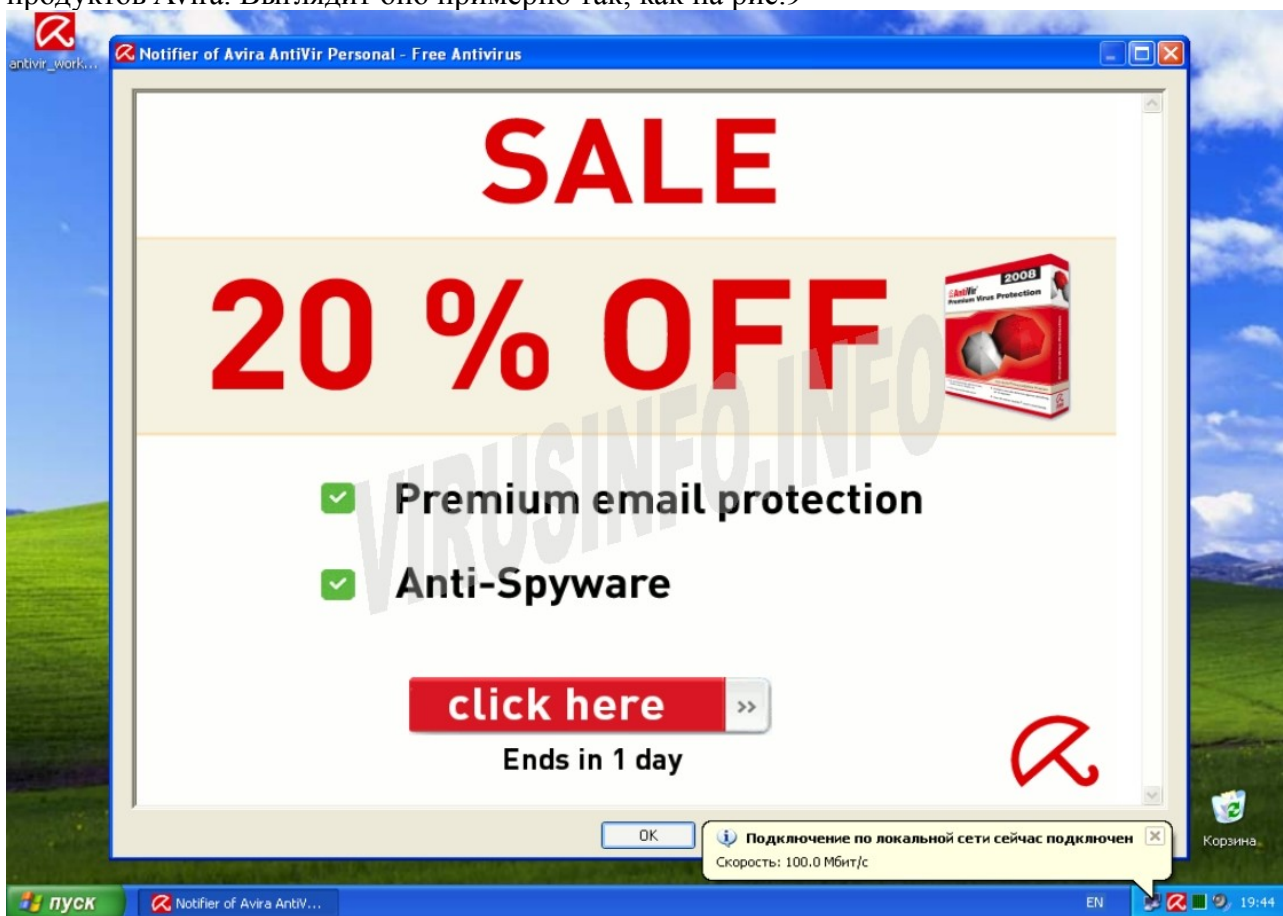 продуктов Avira. Выглядит оно примерно так, как на рис.9
antivir_work...
Notifier of Avira AntiVir Personal - Free Antivirus
SALE
20 % OFF
2008
AntiVir
Premium Virus Protection
VIRUSINFO.INFO
Premium email protection
Anti-Spyware
click here >>
Ends in 1 day
OK
Подключение по локальной сети сейчас подключен
Скорость: 100.0 Мбит/с
Корзина
пуск
Notifier of Avira AntiV...
EN
19:44